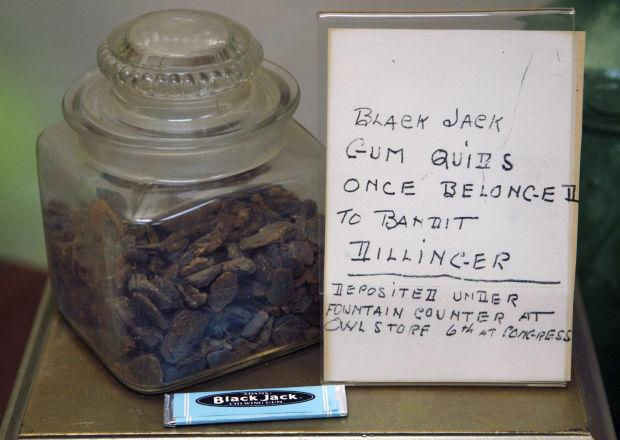 BLACK JACK
GUM QUIDS
ONCE BELONGED
TO BANDIT
DILLINGER
DEPOSITED UNDER
FOUNTAIN COUNTER AT
OWL STORE 6th AT CONGRESS
ADAMS
Black Jack
CHEWING GUM